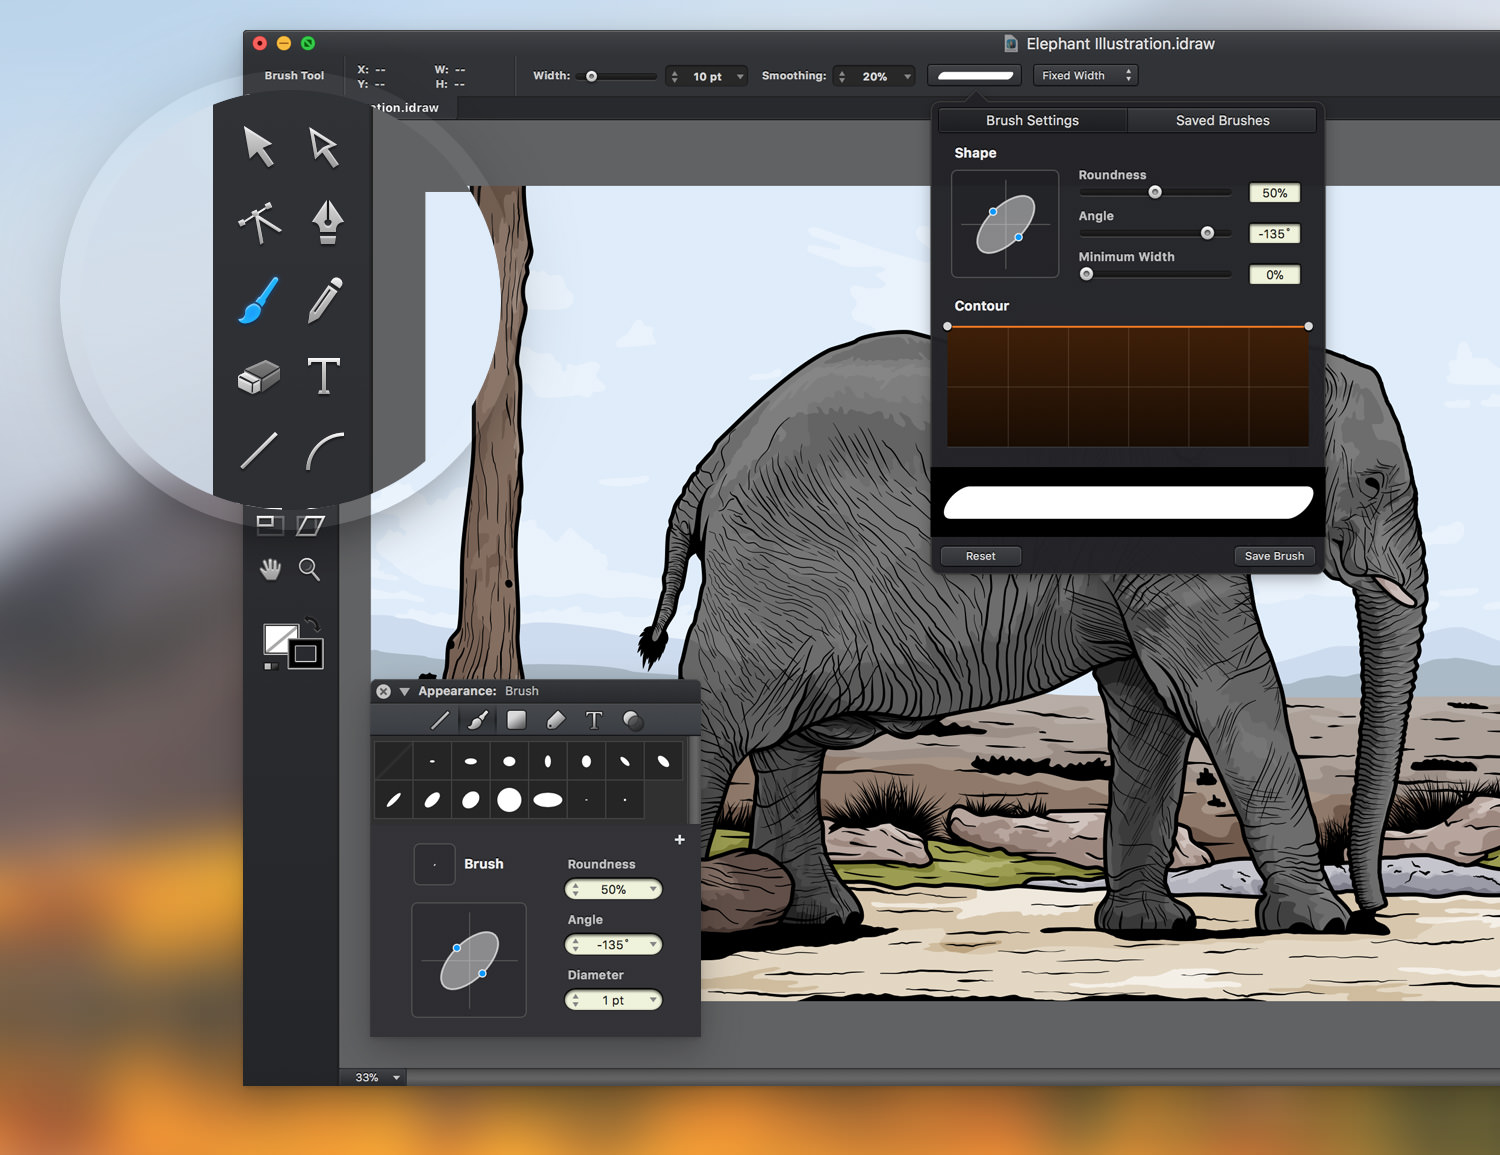 Elephant Illustration.idraw
Brush Tool
X: --
Y: --
W: --
H: --
Width:
10 pt
Smoothing:
20%
Fixed Width
tion.idraw
Brush Settings
Saved Brushes
Shape
Roundness
50%
Angle
-135°
Minimum Width
0%
Contour
Reset
Save Brush
T
Appearance: Brush
T
+
Brush
Roundness
50%
Angle
-135°
Diameter
1 pt
33%